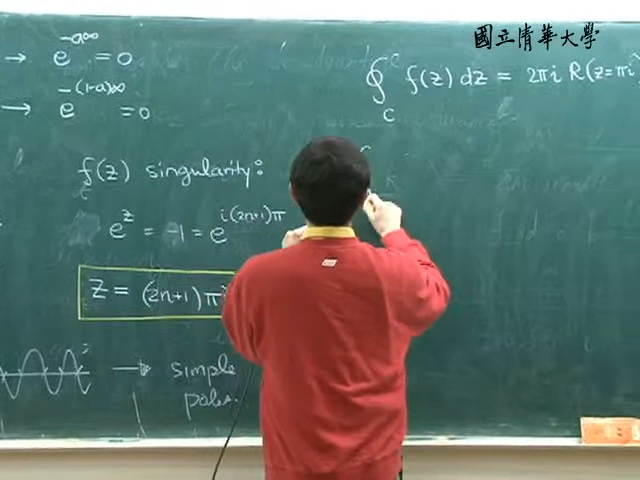 國立清華大學
→ e^{-a∞} = 0
→ e^{-(1-a)∞} = 0
f(z) singularity:
e^z = -1 = e^{i(2n+1)π}
z = (2n+1)π
→ simple
poles.
∮_C f(z) dz = 2πi R(z=πi)